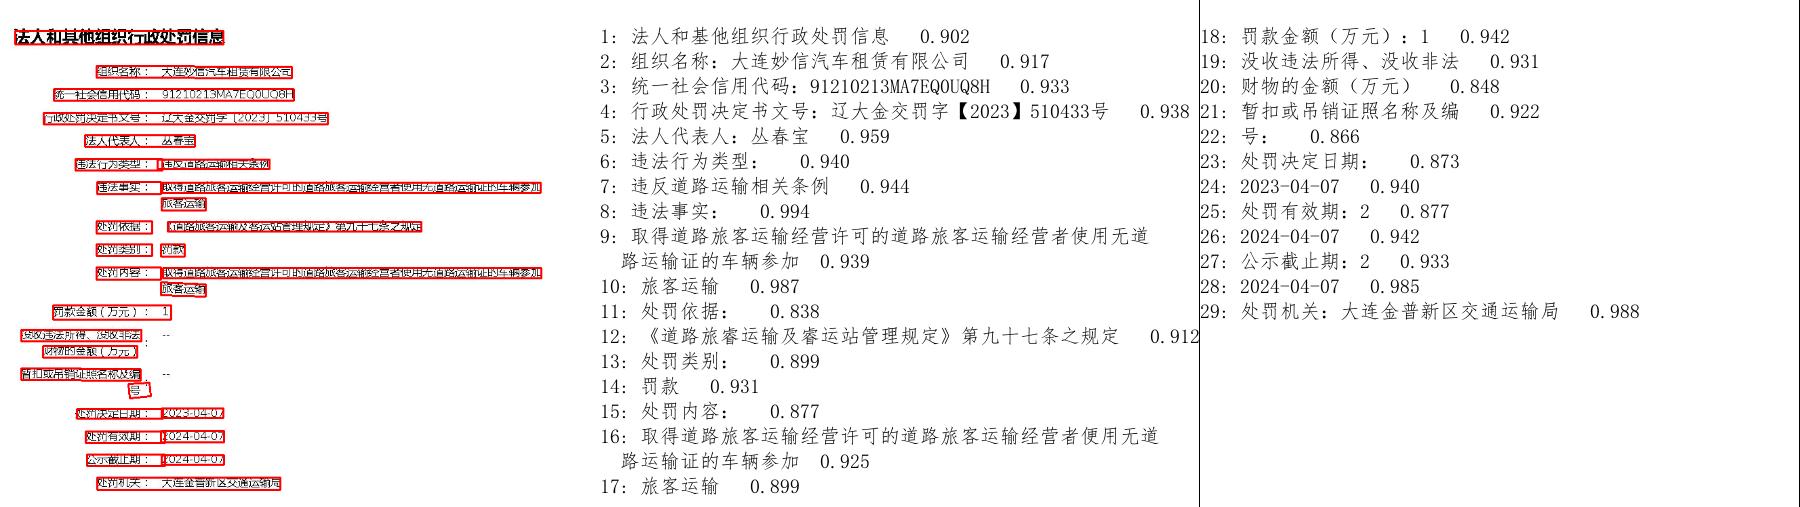 法人和其他组织行政处罚信息
组织名称： 大连妙信汽车租赁有限公司
统一社会信用代码： 91210213MA7EQ0UQ8H
行政处罚决定书文号： 辽大金交罚字〔2023〕510433号
法人代表人： 丛春宝
违法行为类型： 违反道路运输相关条例
违法事实： 取得道路旅客运输经营许可的道路旅客运输经营者使用无道路运输证的车辆参加
旅客运输
处罚依据： 《道路旅客运输及客运站管理规定》第九十七条之规定
处罚类别： 罚款
处罚内容： 取得道路旅客运输经营许可的道路旅客运输经营者使用无道路运输证的车辆参加
旅客运输
罚款金额（万元）： 1
没收违法所得、没收非法
财物的金额（万元）： --
暂扣或吊销证照名称及编
号： --
处罚决定日期： 2023-04-07
处罚有效期： 2024-04-07
公示截止期： 2024-04-07
处罚机关： 大连金普新区交通运输局
1: 法人和基他组织行政处罚信息 0.902
2: 组织名称：大连妙信汽车租赁有限公司 0.917
3: 统一社会信用代码：91210213MA7EQ0UQ8H 0.933
4: 行政处罚决定书文号：辽大金交罚字【2023】510433号 0.938
5: 法人代表人：丛春宝 0.959
6: 违法行为类型： 0.940
7: 违反道路运输相关条例 0.944
8: 违法事实： 0.994
9: 取得道路旅客运输经营许可的道路旅客运输经营者使用无道
路运输证的车辆参加 0.939
10: 旅客运输 0.987
11: 处罚依据： 0.838
12: 《道路旅睿运输及睿运站管理规定》第九十七条之规定 0.912
13: 处罚类别： 0.899
14: 罚款 0.931
15: 处罚内容： 0.877
16: 取得道路旅客运输经营许可的道路旅客运输经营者便用无道
路运输证的车辆参加 0.925
17: 旅客运输 0.899
18: 罚款金额（万元）：1 0.942
19: 没收违法所得、没收非法 0.931
20: 财物的金额（万元） 0.848
21: 暂扣或吊销证照名称及编 0.922
22: 号： 0.866
23: 处罚决定日期： 0.873
24: 2023-04-07 0.940
25: 处罚有效期：2 0.877
26: 2024-04-07 0.942
27: 公示截止期：2 0.933
28: 2024-04-07 0.985
29: 处罚机关：大连金普新区交通运输局 0.988